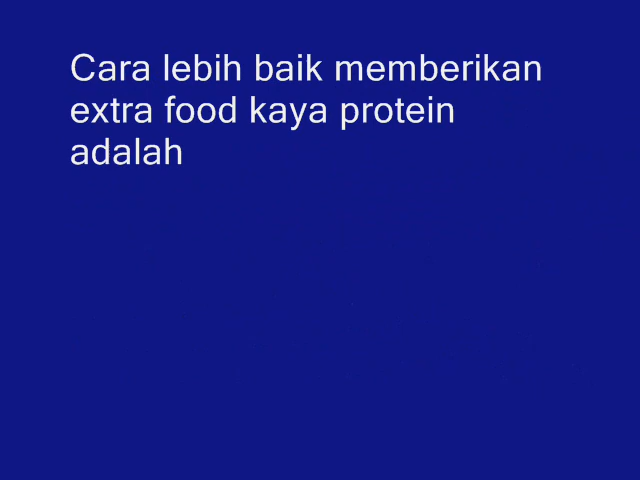 Cara lebih baik memberikan
extra food kaya protein
adalah